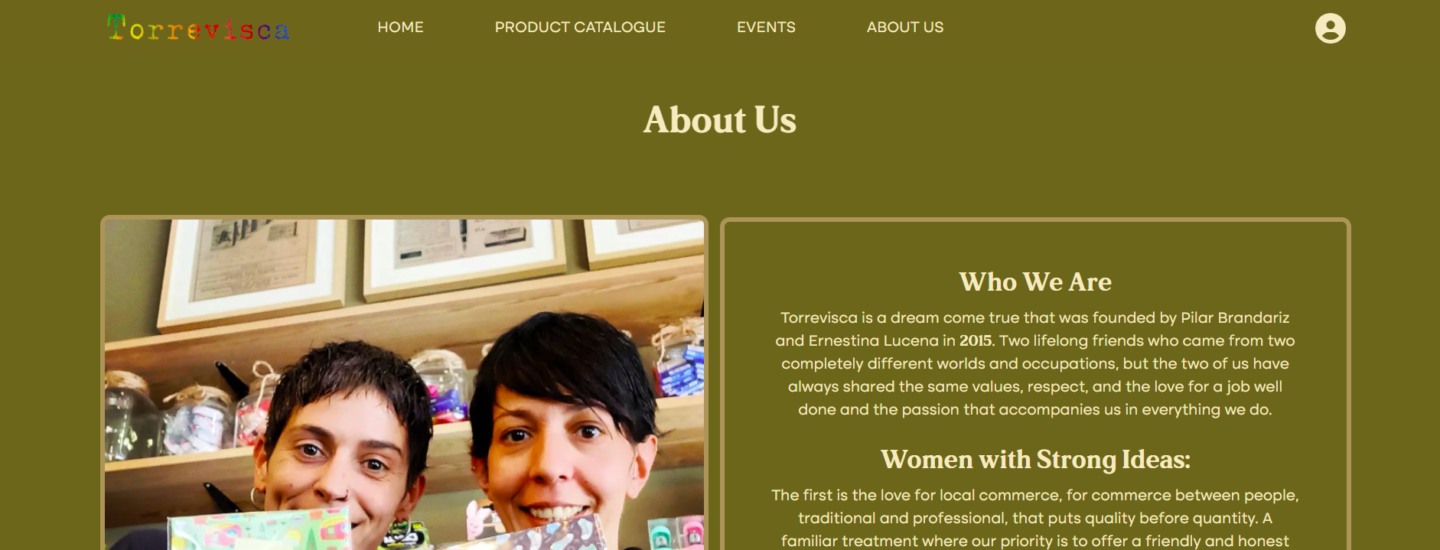 Torrevisca
HOME
PRODUCT CATALOGUE
EVENTS
ABOUT US
About Us
Who We Are
Torrevisca is a dream come true that was founded by Pilar Brandariz
and Ernestina Lucena in 2015. Two lifelong friends who came from two
completely different worlds and occupations, but the two of us have
always shared the same values, respect, and the love for a job well
done and the passion that accompanies us in everything we do.
Women with Strong Ideas:
The first is the love for local commerce, for commerce between people,
traditional and professional, that puts quality before quantity. A
familiar treatment where our priority is to offer a friendly and honest